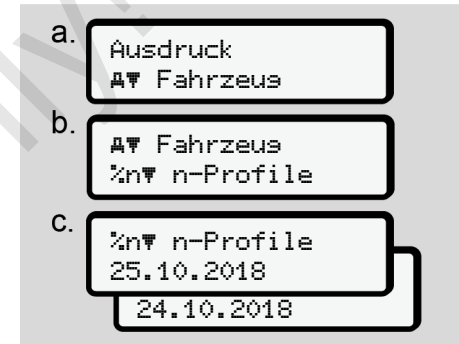 a.
Ausdruck
A▼ Fahrzeug
b.
A▼ Fahrzeug
%n▼ n-Profile
c.
%n▼ n-Profile
25.10.2018
24.10.2018